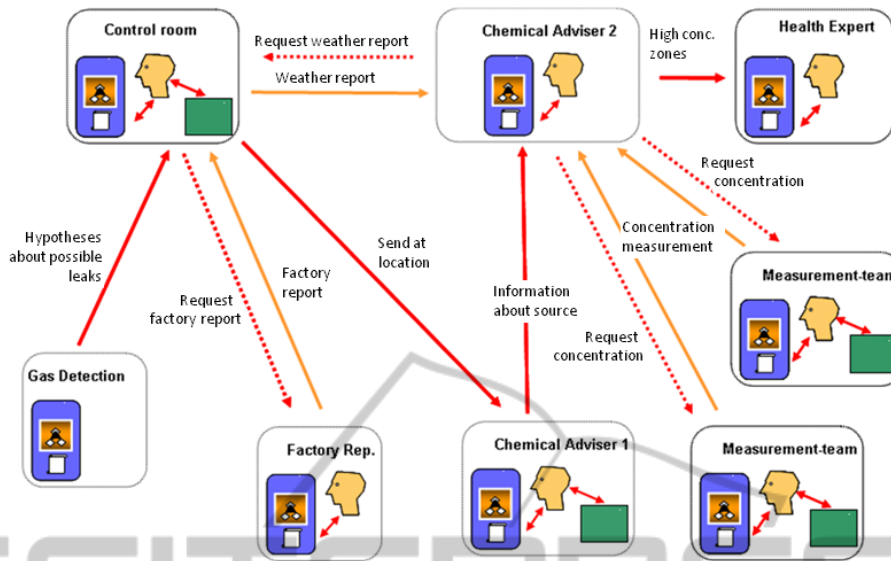 Control room
Request weather report
Weather report
Chemical Adviser 2
High conc.
zones
Health Expert
Request
concentration
Hypotheses
about possible
leaks
Send at
location
Concentration
measurement
Measurement-team
Factory
report
Request
factory report
Information
about source
Request
concentration
Gas Detection
Factory Rep.
Chemical Adviser 1
Measurement-team